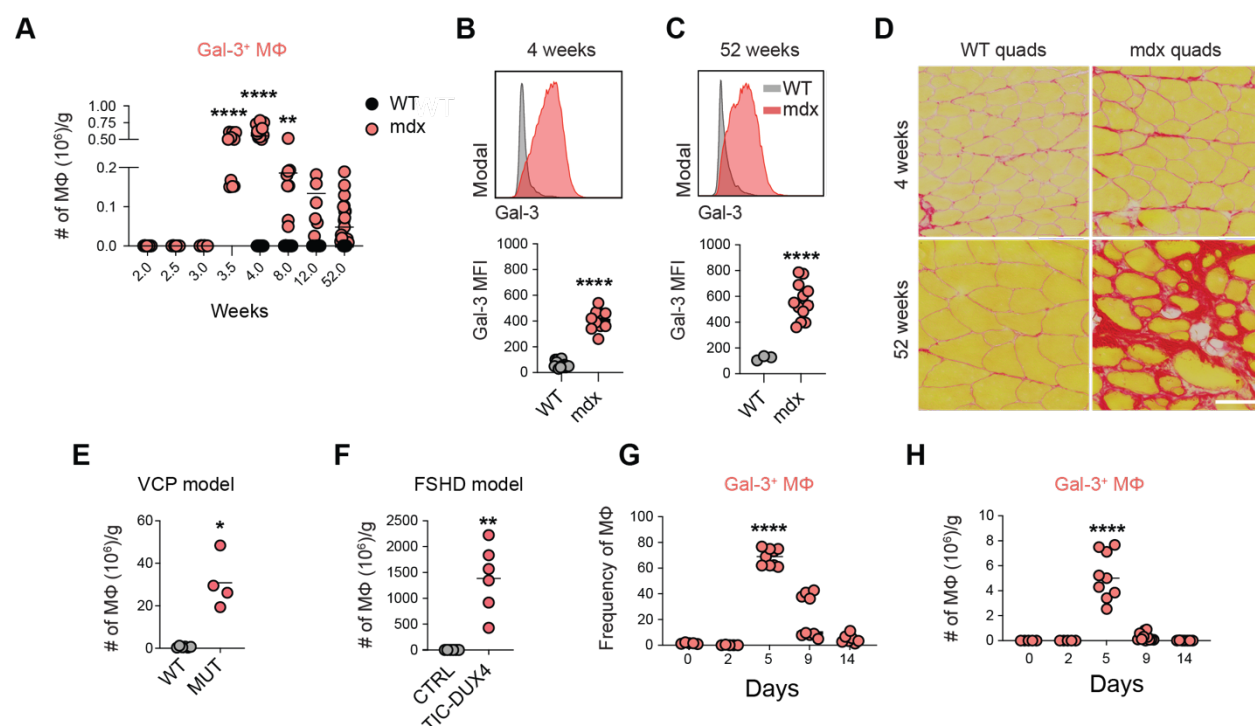 A
Gal-3⁺ MΦ
# of MΦ (10⁶)/g
1.00
0.75
0.50
0.2
0.1
0.0
**** **** **
WT
mdx
2.0 2.5 3.0 3.5 4.0 8.0 12.0 52.0
Weeks
B
4 weeks
Modal
Gal-3
Gal-3 MFI
1000
800
600
400
200
0
****
WT mdx
C
52 weeks
WT
mdx
Modal
Gal-3
Gal-3 MFI
1000
800
600
400
200
0
****
WT mdx
D
WT quads mdx quads
4 weeks
52 weeks
E
VCP model
# of MΦ (10⁶)/g
60
40
20
0
*
WT MUT
F
FSHD model
# of MΦ (10⁶)/g
2500
2000
1500
1000
500
0
**
CTRL TIC-DUX4
G
Gal-3⁺ MΦ
Frequency of MΦ
100
80
60
40
20
0
****
0 2 5 9 14
Days
H
Gal-3⁺ MΦ
# of MΦ (10⁶)/g
10
8
6
4
2
0
****
0 2 5 9 14
Days